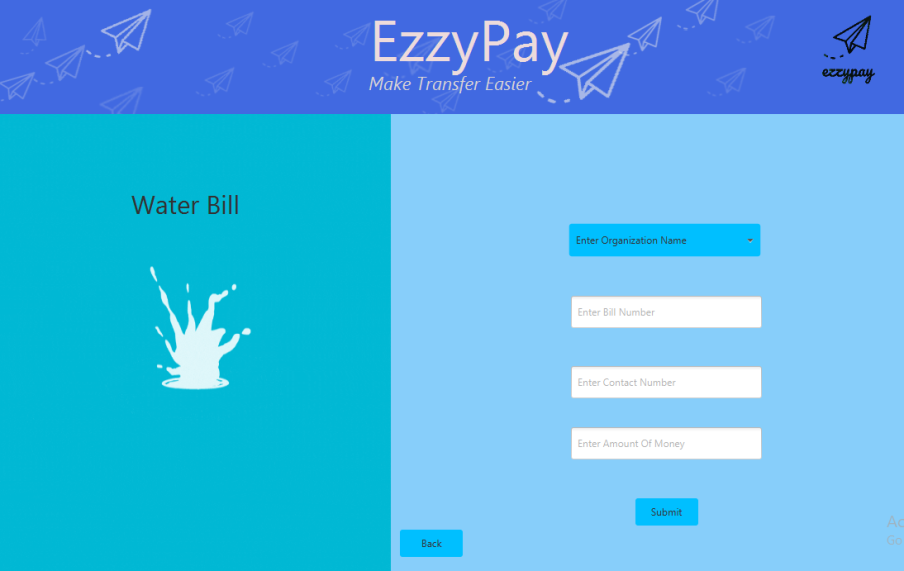 EzzyPay
Make Transfer Easier
ezzypay
Water Bill
Enter Organization Name
Enter Bill Number
Enter Contact Number
Enter Amount Of Money
Submit
Back